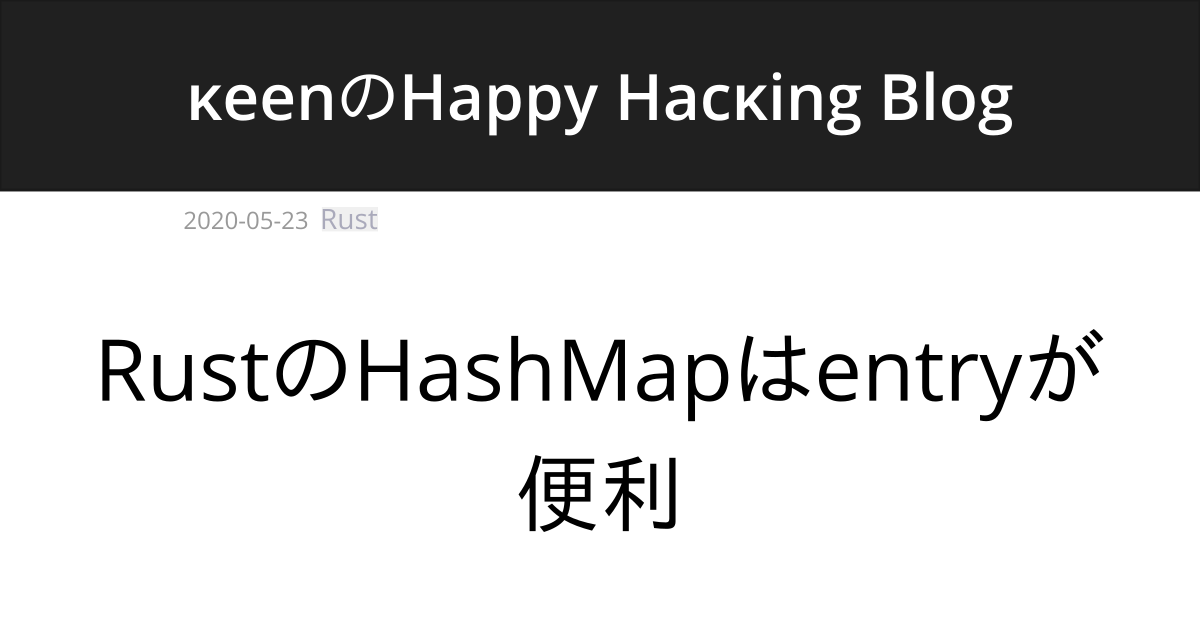 κeenのHappy Hacκing Blog
2020-05-23 Rust
RustのHashMapはentryが
便利